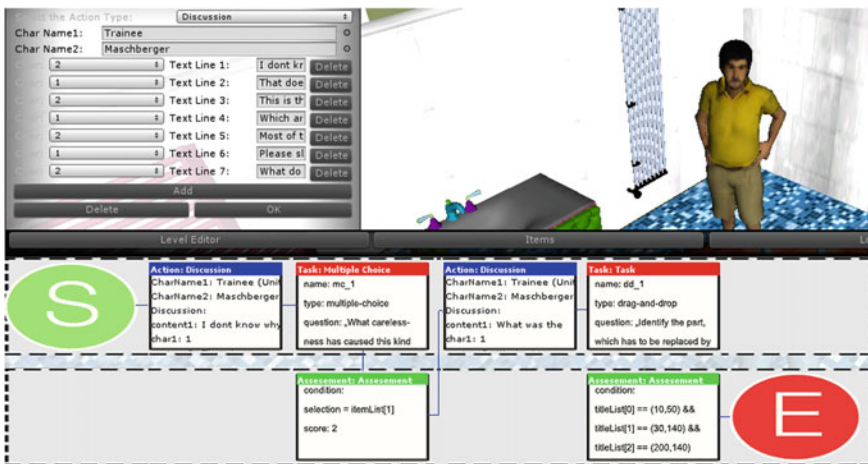 Select the Action Type: Discussion
Char Name1: Trainee
Char Name2: Maschberger
2 Text Line 1: I dont kr Delete
1 Text Line 2: That doe Delete
2 Text Line 3: This is th Delete
1 Text Line 4: Which ar Delete
2 Text Line 5: Most of t Delete
1 Text Line 6: Please sl Delete
2 Text Line 7: What do Delete
Add
Delete OK
Level Editor Items
S
Action: Discussion
CharName1: Trainee (Uni
CharName2: Maschberger
Discussion:
content1: I dont know why
char1: 1
Task: Multiple Choice
name: mc_1
type: multiple-choice
question: „What careless-
ness has caused this kind
Action: Discussion
CharName1: Trainee (Uni
CharName2: Maschberger
Discussion:
content1: What was the
char1: 1
Task: Task
name: dd_1
type: drag-and-drop
question: „Identify the part,
which has to be replaced by
Assesement: Assesement
condition:
selection = itemList[1]
score: 2
Assesement: Assesement
condition:
titleList[0] == (10,50) &&
titleList[1] == (30,140) &&
titleList[2] == (200,140)
E